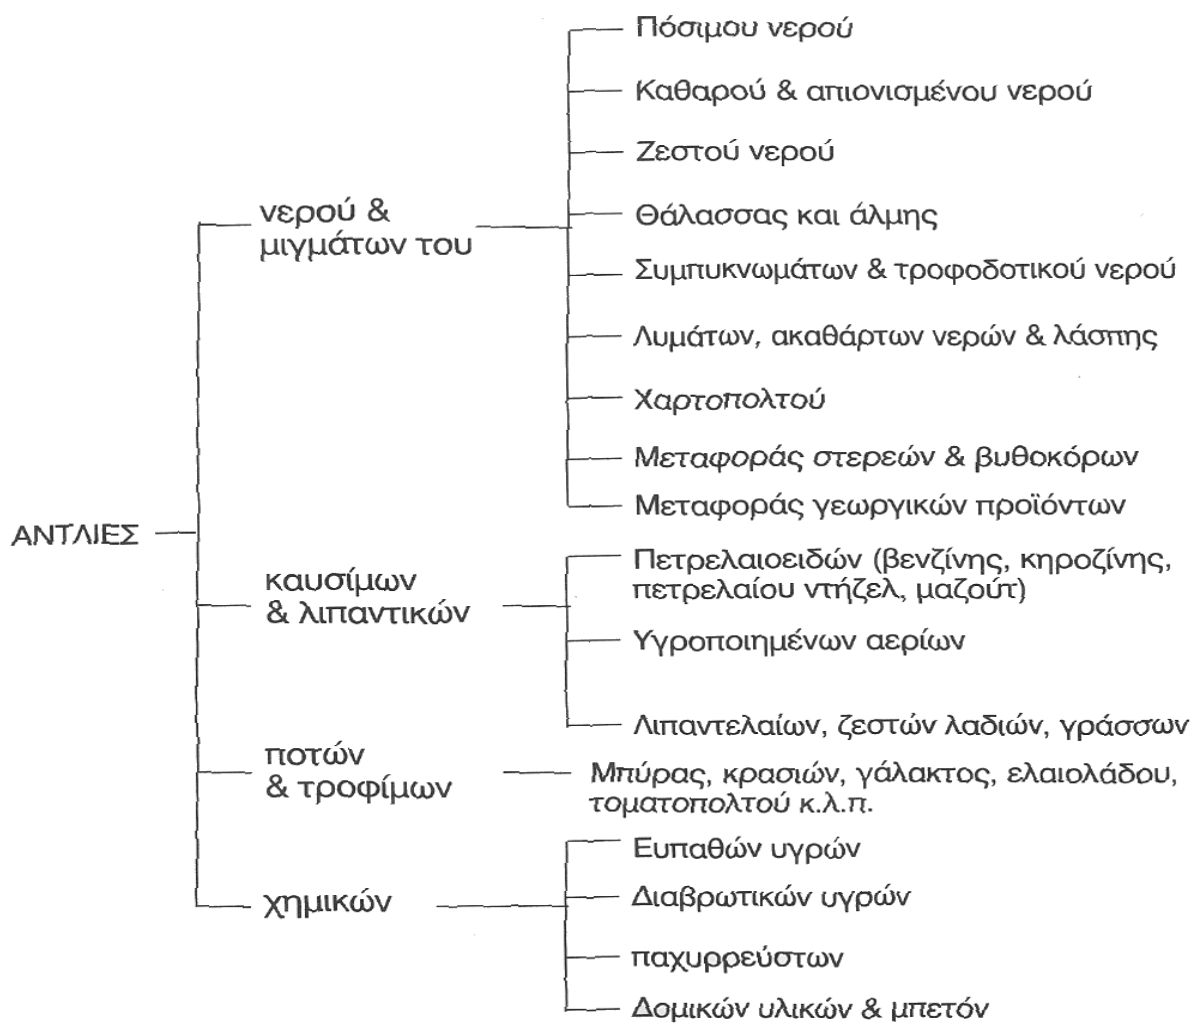 ΑΝΤΛΙΕΣ
νερού &
μιγμάτων του
Πόσιμου νερού
Καθαρού & απιονισμένου νερού
Ζεστού νερού
Θάλασσας και άλμης
Συμπυκνωμάτων & τροφοδοτικού νερού
Λυμάτων, ακαθάρτων νερών & λάσπης
Χαρτοπολτού
Μεταφοράς στερεών & βυθοκόρων
Μεταφοράς γεωργικών προϊόντων
καυσίμων
& λιπαντικών
Πετρελαιοειδών (βενζίνης, κηροζίνης,
πετρελαίου ντήζελ, μαζούτ)
Υγροποιημένων αερίων
Λιπαντελαίων, ζεστών λαδιών, γράσσων
ποτών
& τροφίμων
Μπύρας, κρασιών, γάλακτος, ελαιολάδου,
τοματοπολτού κ.λ.π.
χημικών
Ευπαθών υγρών
Διαβρωτικών υγρών
παχυρρεύστων
Δομικών υλικών & μπετόν